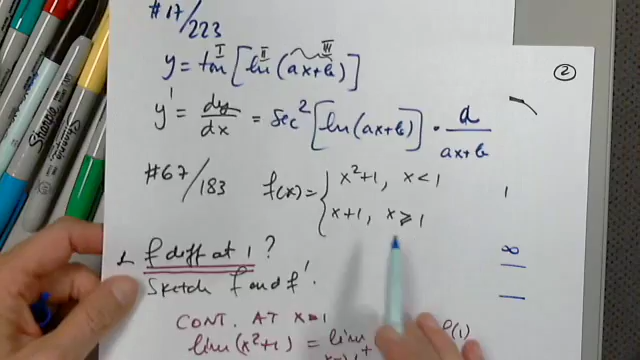 #17/223
I II III
y = tan [ ln (ax+b) ]
②
y' = dy/dx = sec² [ ln(ax+b) ] · a/(ax+b)
#67/183 f(x) = { x²+1, x < 1
1
x+1, x ⩾ 1
f diff at 1 ?
∞
Sketch f and f'.
CONT. AT x=1
lim (x²+1) = lim